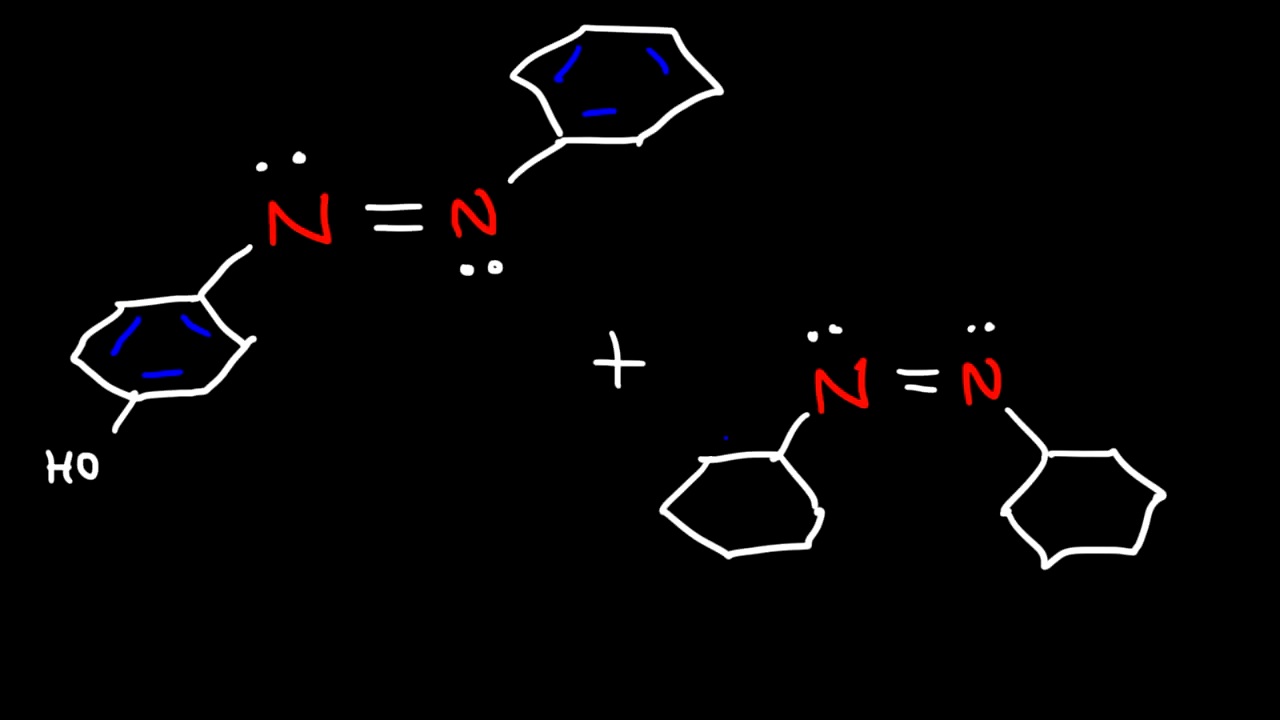 N = N
HO
+
N = N